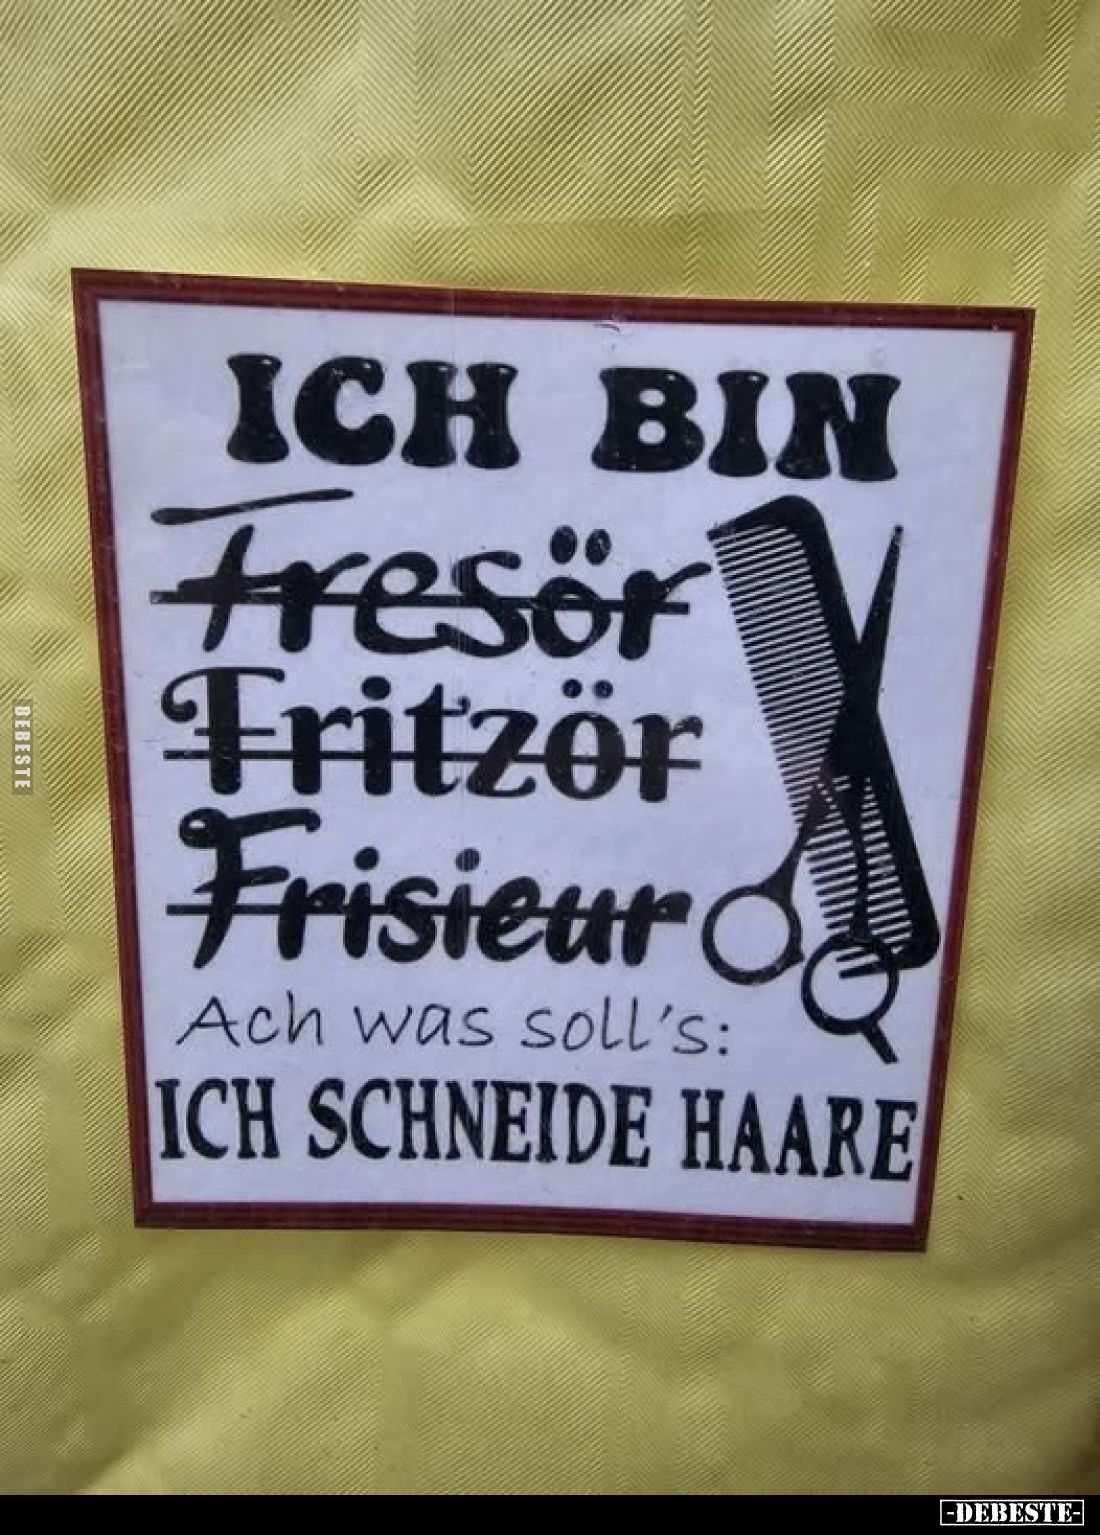 ICH BIN
Fresör
Fritzör
Frisieur
Ach was soll's:
ICH SCHNEIDE HAARE
DEBESTE
-DEBESTE-